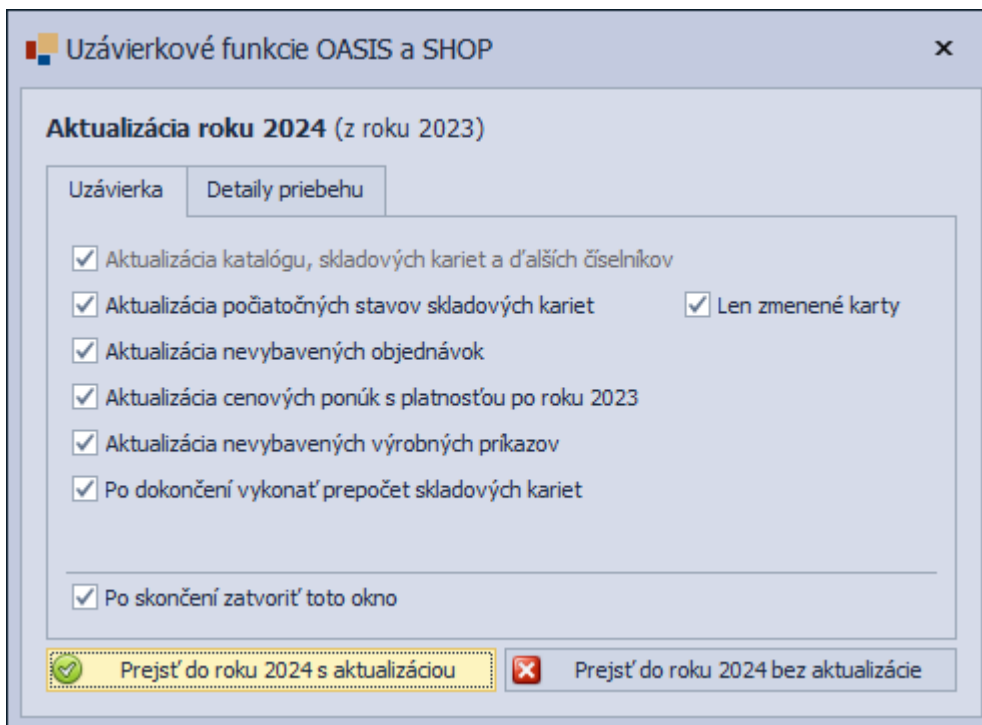 Uzávierkové funkcie OASIS a SHOP
Aktualizácia roku 2024 (z roku 2023)
Uzávierka Detaily priebehu
Aktualizácia katalógu, skladových kariet a ďalších číselníkov
Aktualizácia počiatočných stavov skladových kariet Len zmenené karty
Aktualizácia nevybavených objednávok
Aktualizácia cenových ponúk s platnosťou po roku 2023
Aktualizácia nevybavených výrobných príkazov
Po dokončení vykonať prepočet skladových kariet
Po skončení zatvoriť toto okno
Prejsť do roku 2024 s aktualizáciou Prejsť do roku 2024 bez aktualizácie